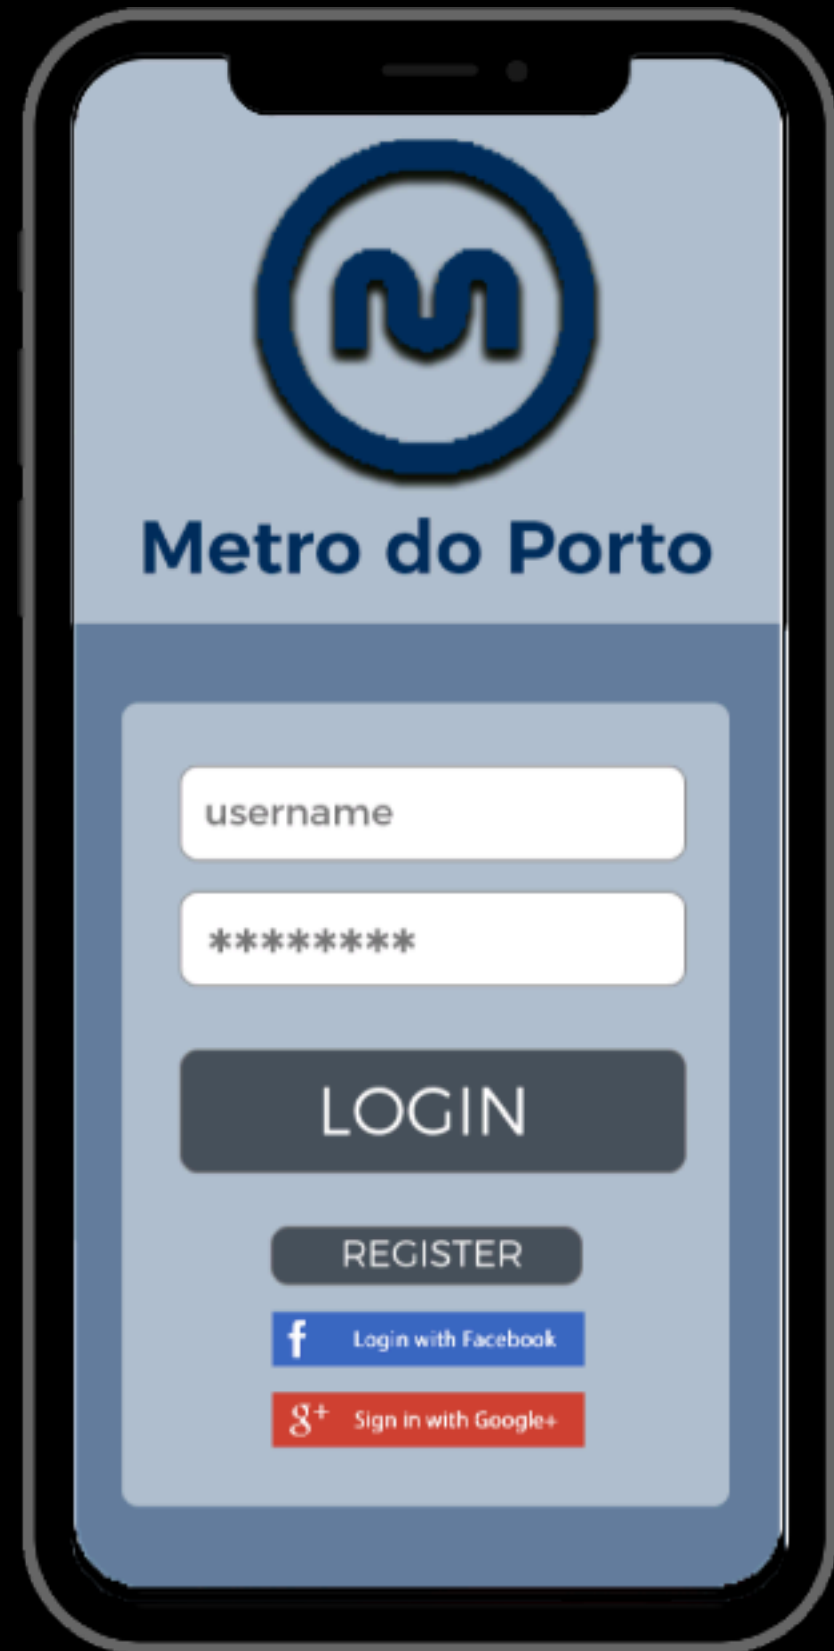 M
Metro do Porto
username
********
LOGIN
REGISTER
f Login with Facebook
g+ Sign in with Google+